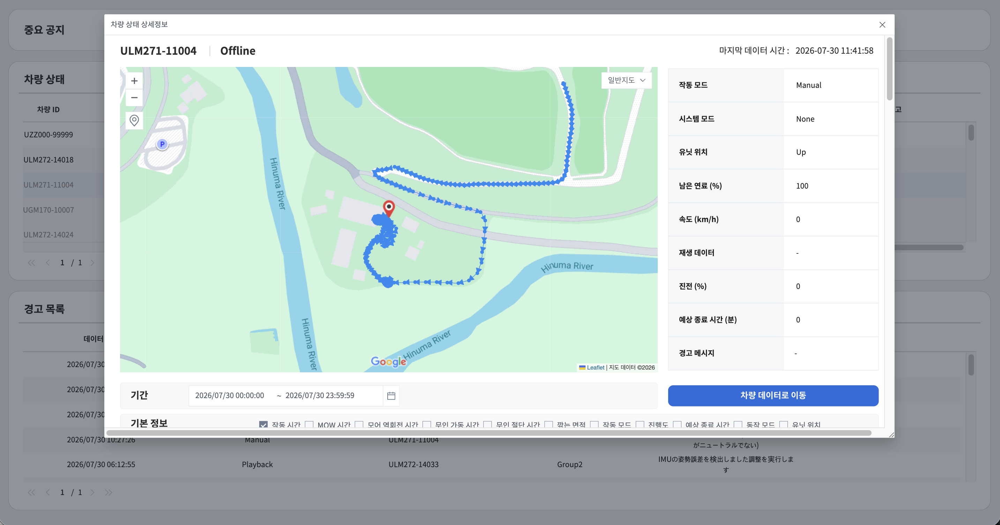 중요 공지
차량 상태 상세정보
ULM271-11004 Offline
마지막 데이터 시간 : 2026-07-30 11:41:58
차량 상태
차량 ID
고
UZZ000-99999
ULM272-14018
ULM271-11004
UGM170-10007
ULM272-14024
1 / 1
+
−
일반지도
P
Hinuma River
Hinuma River
Hinuma River
Hinuma River
Google
Leaflet | 지도 데이터 ©2026
작동 모드 Manual
시스템 모드 None
유닛 위치 Up
남은 연료 (%) 100
속도 (km/h) 0
재생 데이터 -
진전 (%) 0
예상 종료 시간 (분) 0
경고 메시지 -
기간 2026/07/30 00:00:00 ~ 2026/07/30 23:59:59
차량 데이터로 이동
기본 정보 작동 시간 MOW 시간 모어 역회전 시간 무인 가동 시간 무인 절단 시간 깎는 면적 작동 모드 진행도 예상 종료 시간 동작 모드 유닛 위치
경고 목록
데이터
2026/07/30
2026/07/30
2026/07/30
2026/07/30 10:27:26 Manual ULM271-11004
がニュートラルでない)
2026/07/30 06:12:55 Playback ULM272-14033 Group2 IMUの姿勢誤差を検出しました調整を実行しま
す
1 / 1